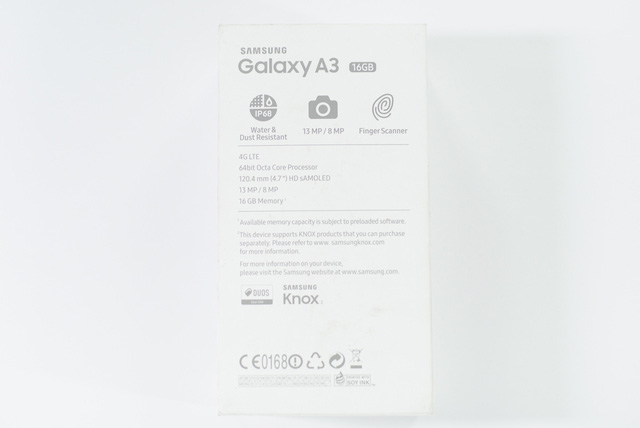 SAMSUNG
Galaxy A3 16GB
IP68
Water &
Dust Resistant
13 MP / 8 MP
Finger Scanner
4G LTE
64bit Octa Core Processor
120.4 mm (4.7") HD sAMOLED
13 MP / 8 MP
16 GB Memory
Available memory capacity is subject to preloaded software.
This device supports KNOX products that you can purchase
separately. Please refer to www. samsungknox.com
for more information.
For more information on your device,
please visit the Samsung website at www.samsung.com.
DUOS
SAMSUNG
Knox
CE0168
PRINTED WITH
SOY INK